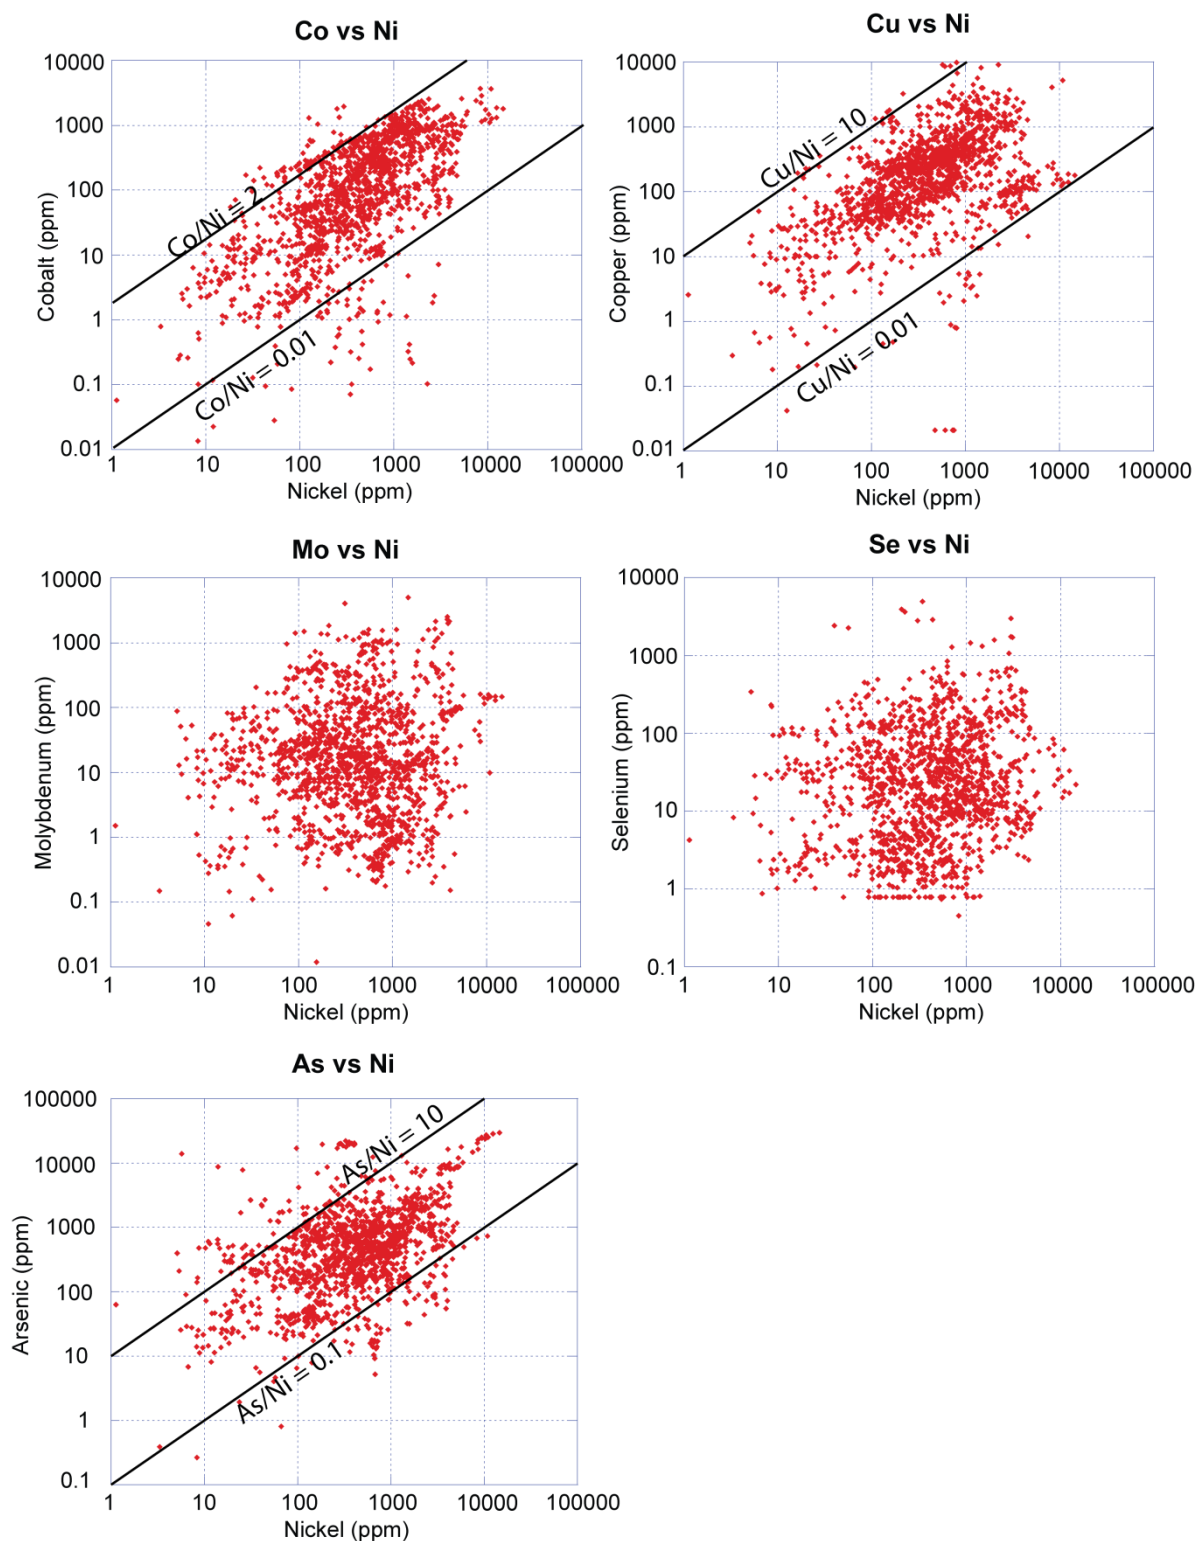 Co vs Ni
10000
1000
100
10
1
0.1
0.01
Cobalt (ppm)
Co/Ni = 2
Co/Ni = 0.01
1 10 100 1000 10000 100000
Nickel (ppm)
Cu vs Ni
10000
1000
100
10
1
0.1
0.01
Copper (ppm)
Cu/Ni = 10
Cu/Ni = 0.01
1 10 100 1000 10000 100000
Nickel (ppm)
Mo vs Ni
10000
1000
100
10
1
0.1
0.01
Molybdenum (ppm)
1 10 100 1000 10000 100000
Nickel (ppm)
Se vs Ni
10000
1000
100
10
1
0.1
Selenium (ppm)
1 10 100 1000 10000 100000
Nickel (ppm)
As vs Ni
100000
10000
1000
100
10
1
0.1
Arsenic (ppm)
As/Ni = 10
As/Ni = 0.1
1 10 100 1000 10000 100000
Nickel (ppm)